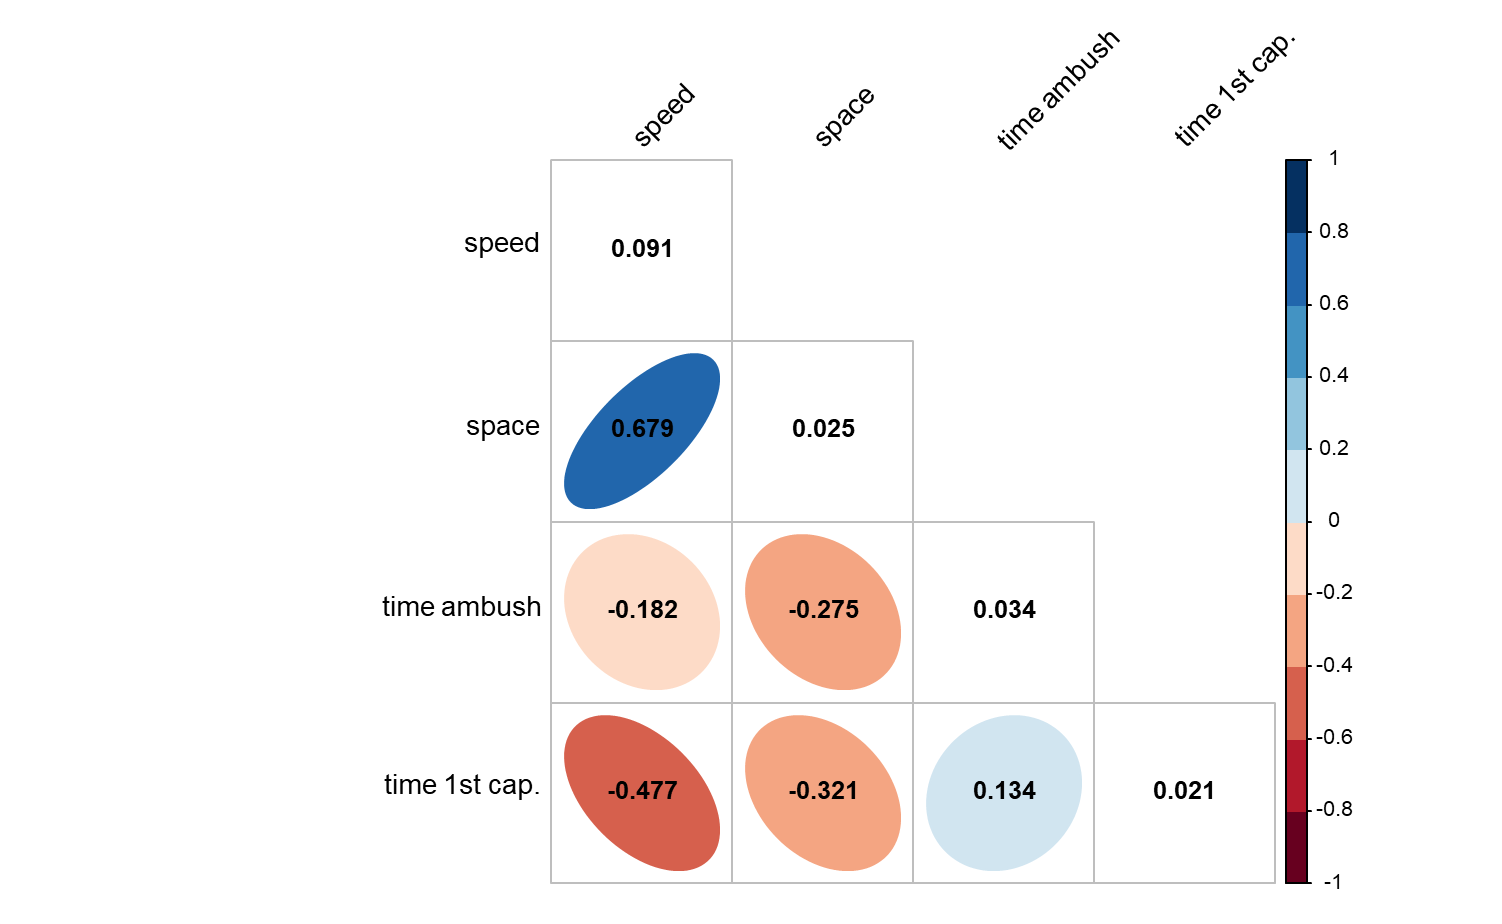 speed
space
time ambush
time 1st cap.
speed
0.091
space
0.679
0.025
time ambush
-0.182
-0.275
0.034
time 1st cap.
-0.477
-0.321
0.134
0.021
1
0.8
0.6
0.4
0.2
0
-0.2
-0.4
-0.6
-0.8
-1